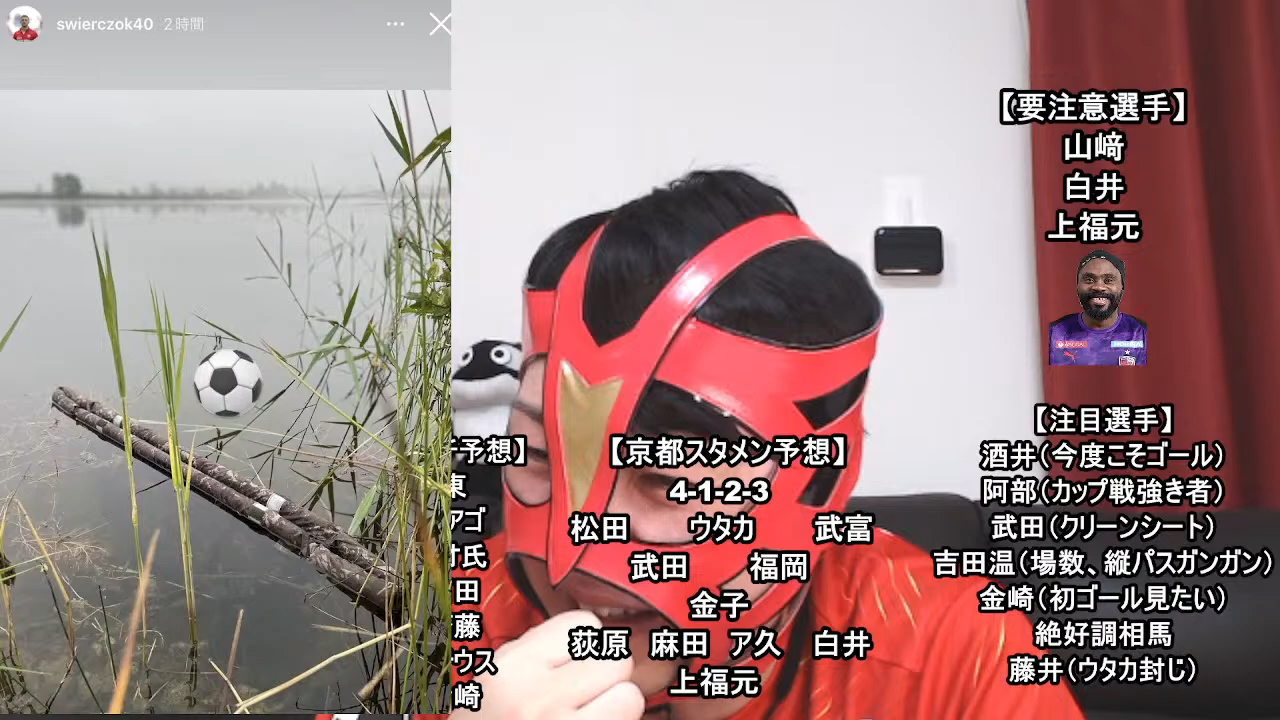 swierczok40 2時間
【要注意選手】
山﨑
白井
上福元
予想】
東
アゴ
氏
田
藤
ウス
崎
【京都スタメン予想】
4-1-2-3
松田 ウタカ 武富
武田 福岡
金子
荻原 麻田 ア久 白井
上福元
【注目選手】
酒井（今度こそゴール）
阿部（カップ戦強き者）
武田（クリーンシート）
吉田温（場数、縦パスガンガン）
金崎（初ゴール見たい）
絶好調相馬
藤井（ウタカ封じ）